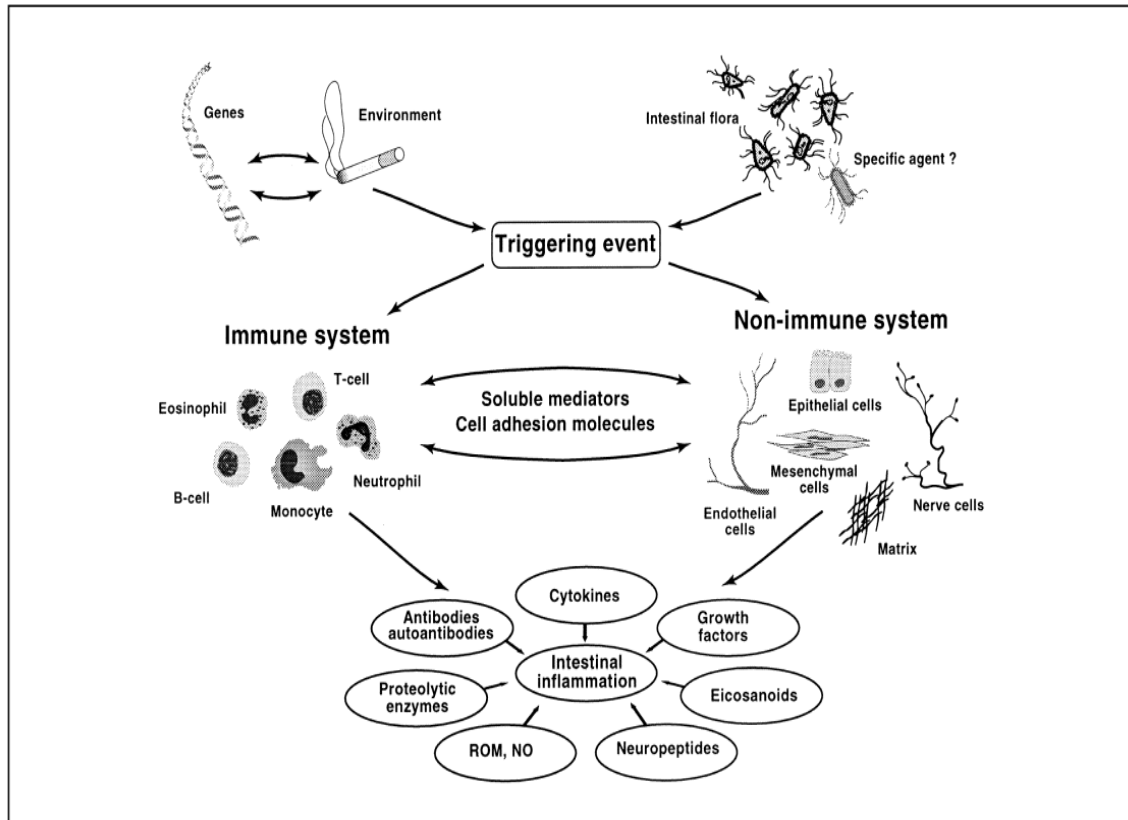 Genes
Environment
Intestinal flora
Specific agent ?
Triggering event
Immune system
Non-immune system
T-cell
Eosinophil
B-cell
Monocyte
Neutrophil
Soluble mediators
Cell adhesion molecules
Epithelial cells
Mesenchymal
cells
Endothelial
cells
Nerve cells
Matrix
Cytokines
Antibodies
autoantibodies
Growth
factors
Intestinal
inflammation
Proteolytic
enzymes
Eicosanoids
ROM, NO
Neuropeptides